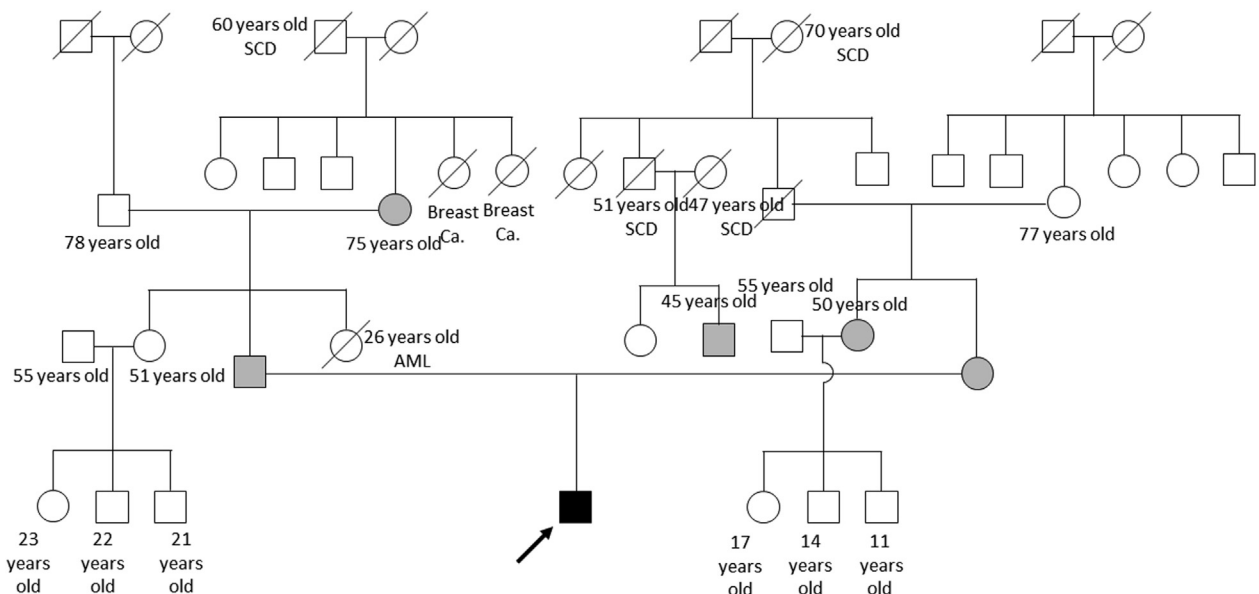 60 years old
SCD
70 years old
SCD
78 years old
75 years old
Breast
Ca.
Breast
Ca.
51 years old
SCD
47 years old
SCD
77 years old
55 years old
51 years old
26 years old
AML
45 years old
55 years old
50 years old
23
years
old
22
years
old
21
years
old
17
years
old
14
years
old
11
years
old